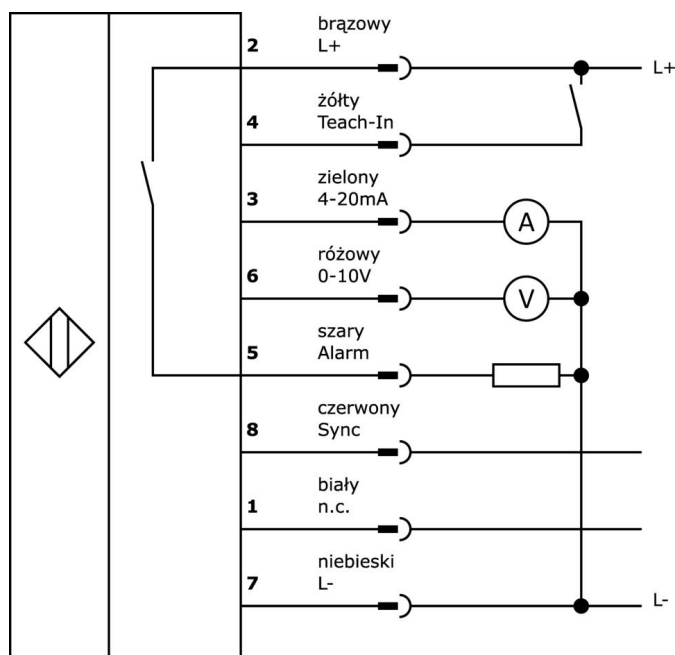 brązowy
2 L+
L+
żółty
4 Teach-In
zielony
3 4-20mA
A
różowy
6 0-10V
V
szary
5 Alarm
czerwony
8 Sync
biały
1 n.c.
niebieski
7 L-
L-